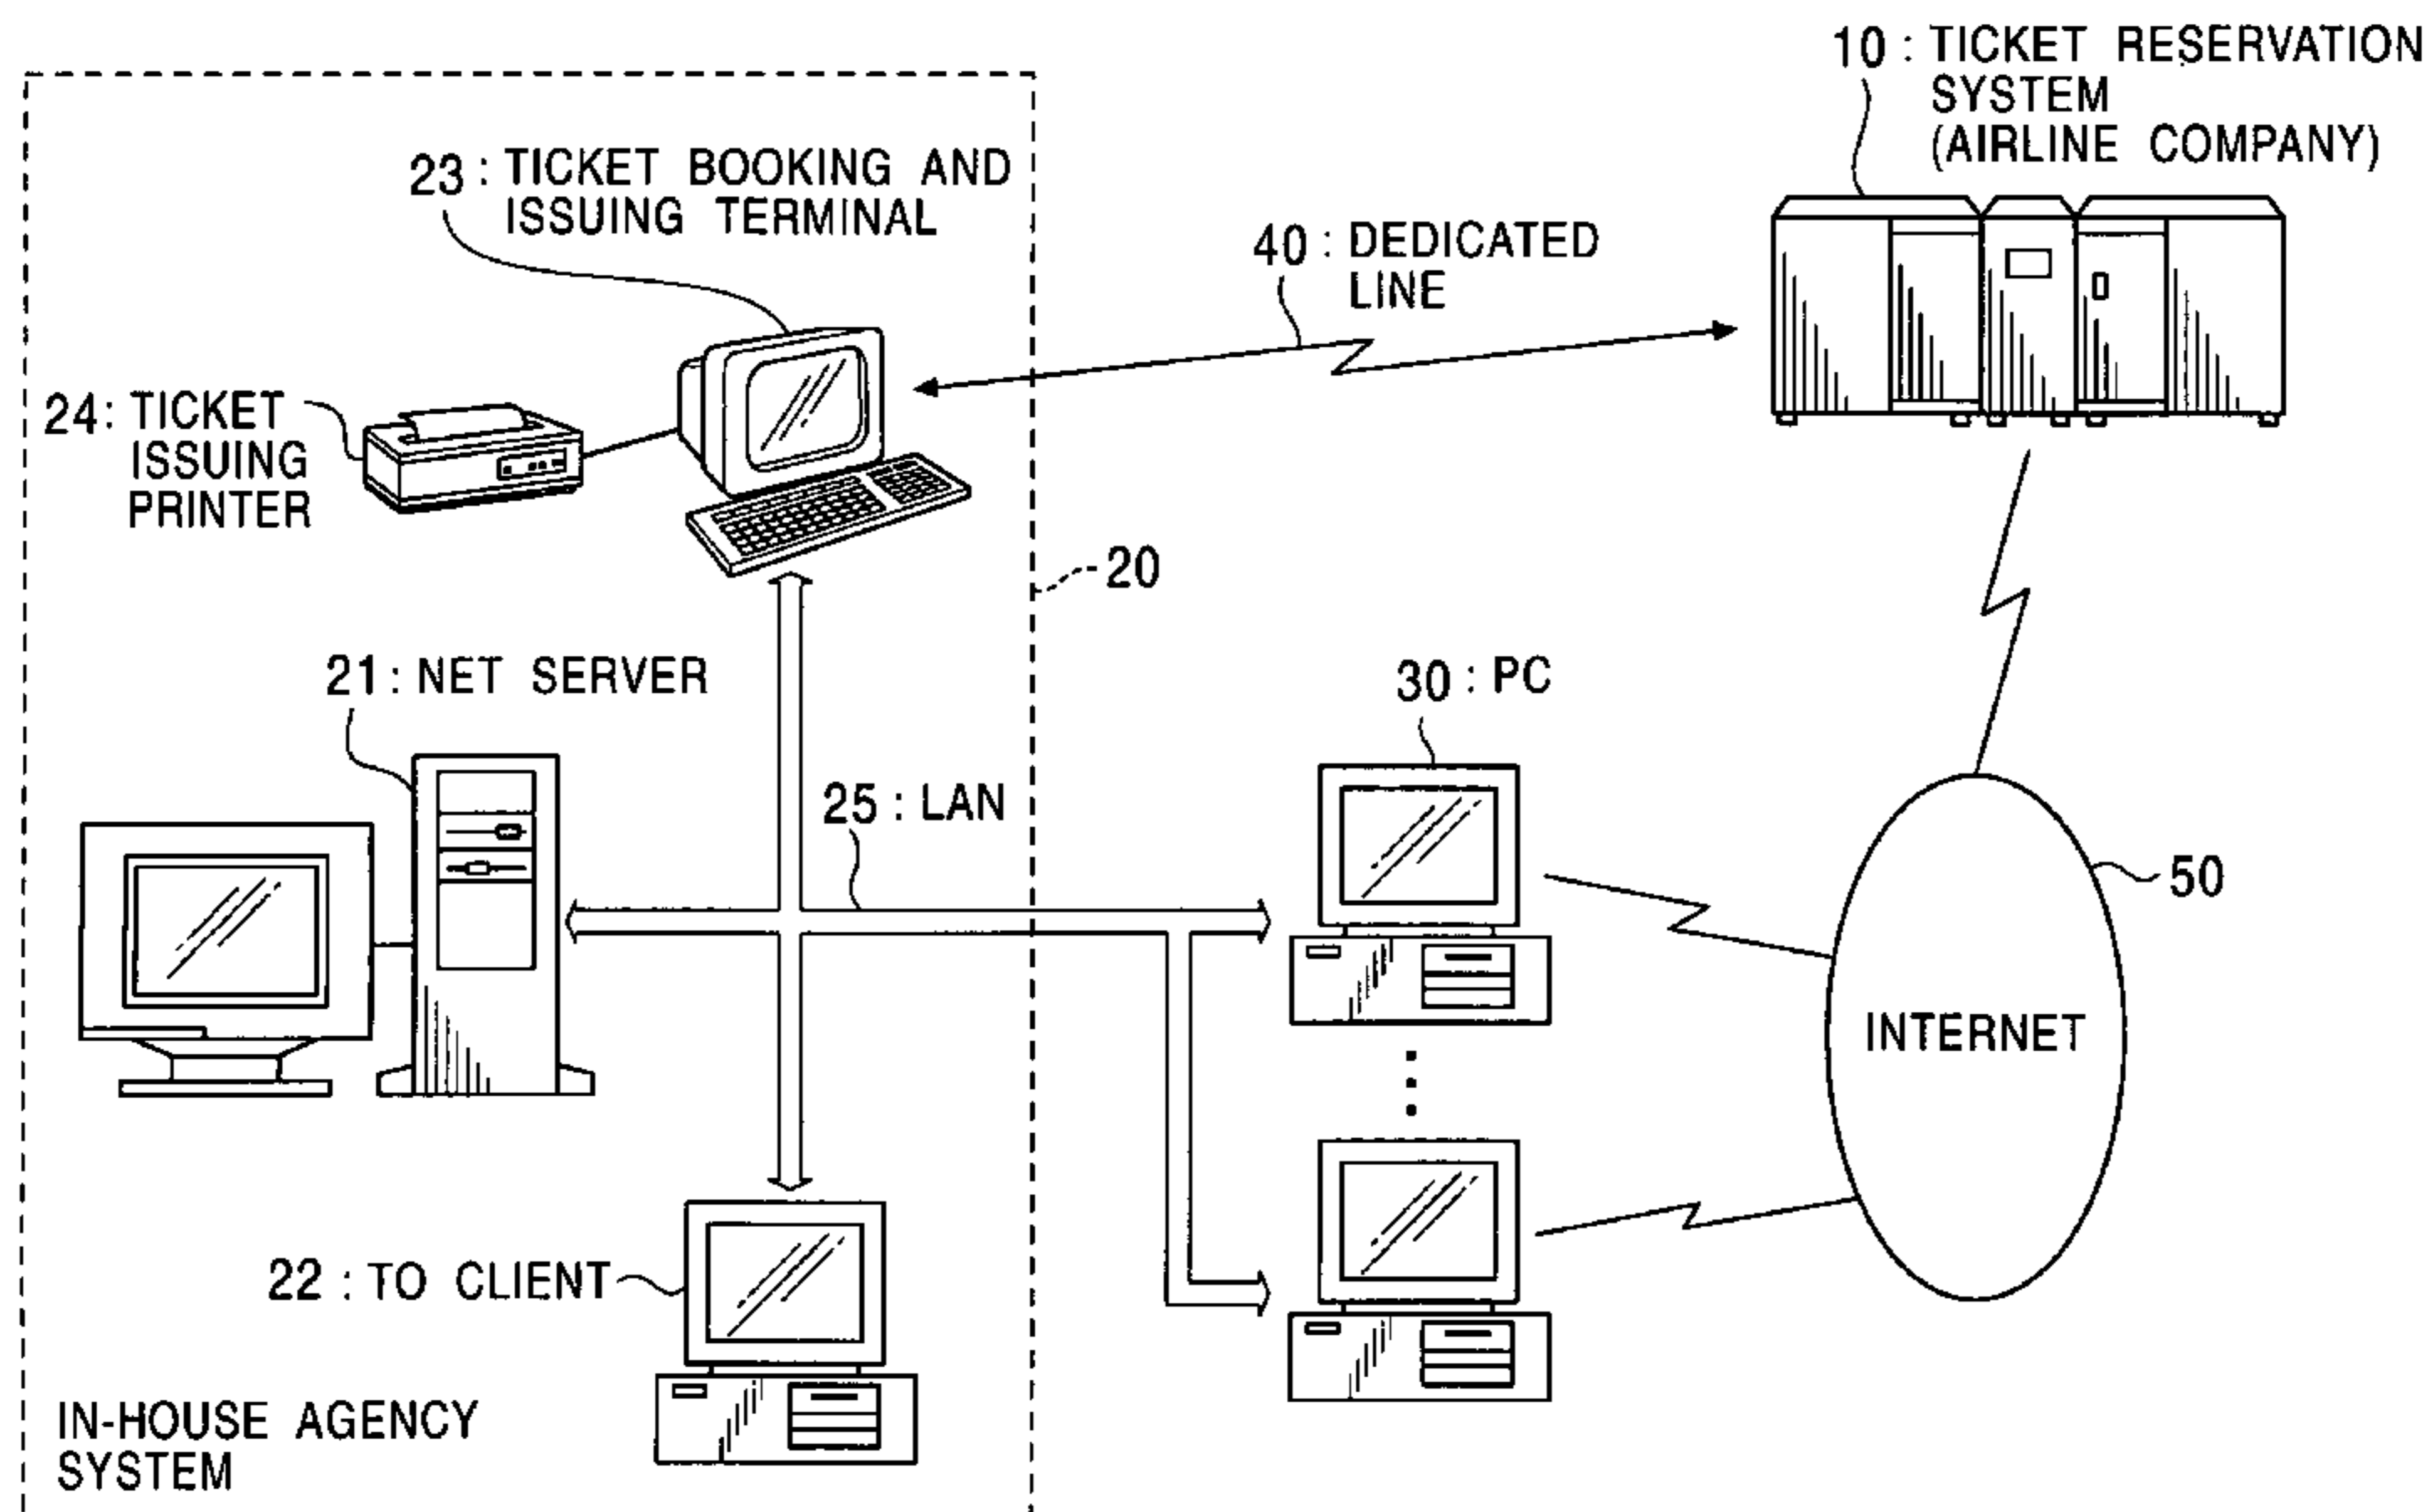 10 : TICKET RESERVATION
SYSTEM
(AIRLINE COMPANY)
23 : TICKET BOOKING AND
ISSUING TERMINAL
40 : DEDICATED
LINE
24 : TICKET
ISSUING
PRINTER
20
21 : NET SERVER
30 : PC
25 : LAN
50
INTERNET
22 : TO CLIENT
IN-HOUSE AGENCY
SYSTEM